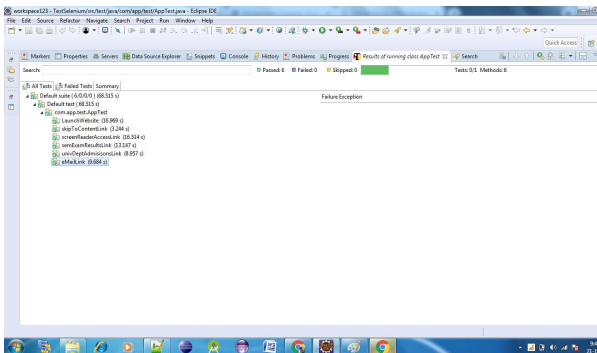 workspace123 - TestSelenium/src/test/java/com/app/test/AppTest.java - Eclipse IDE
File Edit Source Refactor Navigate Search Project Run Window Help
Quick Access
Markers Properties Servers Data Source Explorer Snippets Console History Problems Progress Results of running class AppTest Search
Search: Passed: 6 Failed: 0 Skipped: 0 Tests: 0/1 Methods: 6
All Tests Failed Tests Summary
Default suite ( 6/0/0/0 ) (68.515 s) Failure Exception
Default test ( 68.515 s)
com.app.test.AppTest
LaunchWebsite (16.969 s)
skipToContentLink (3.244 s)
screenReaderAccessLink (16.514 s)
semExamResultsLink (13.147 s)
univDeptAdmisisonsLink (8.957 s)
eMailLink (9.684 s)